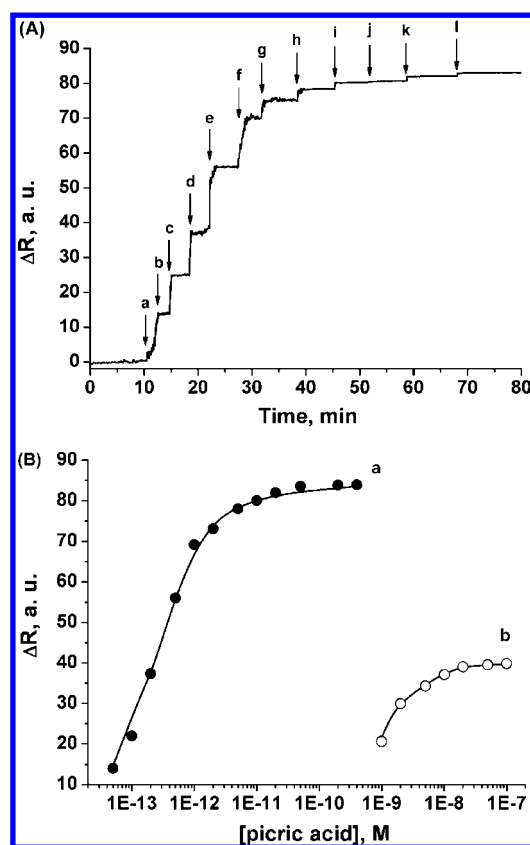 (A)
90
80
70
60
50
40
30
20
10
0
ΔR, a. u.
a
b
c
d
e
f
g
h
i
j
k
l
0 10 20 30 40 50 60 70 80
Time, min
(B)
90
80
70
60
50
40
30
20
10
ΔR, a. u.
a
b
1E-13 1E-12 1E-11 1E-10 1E-9 1E-8 1E-7
[picric acid], M